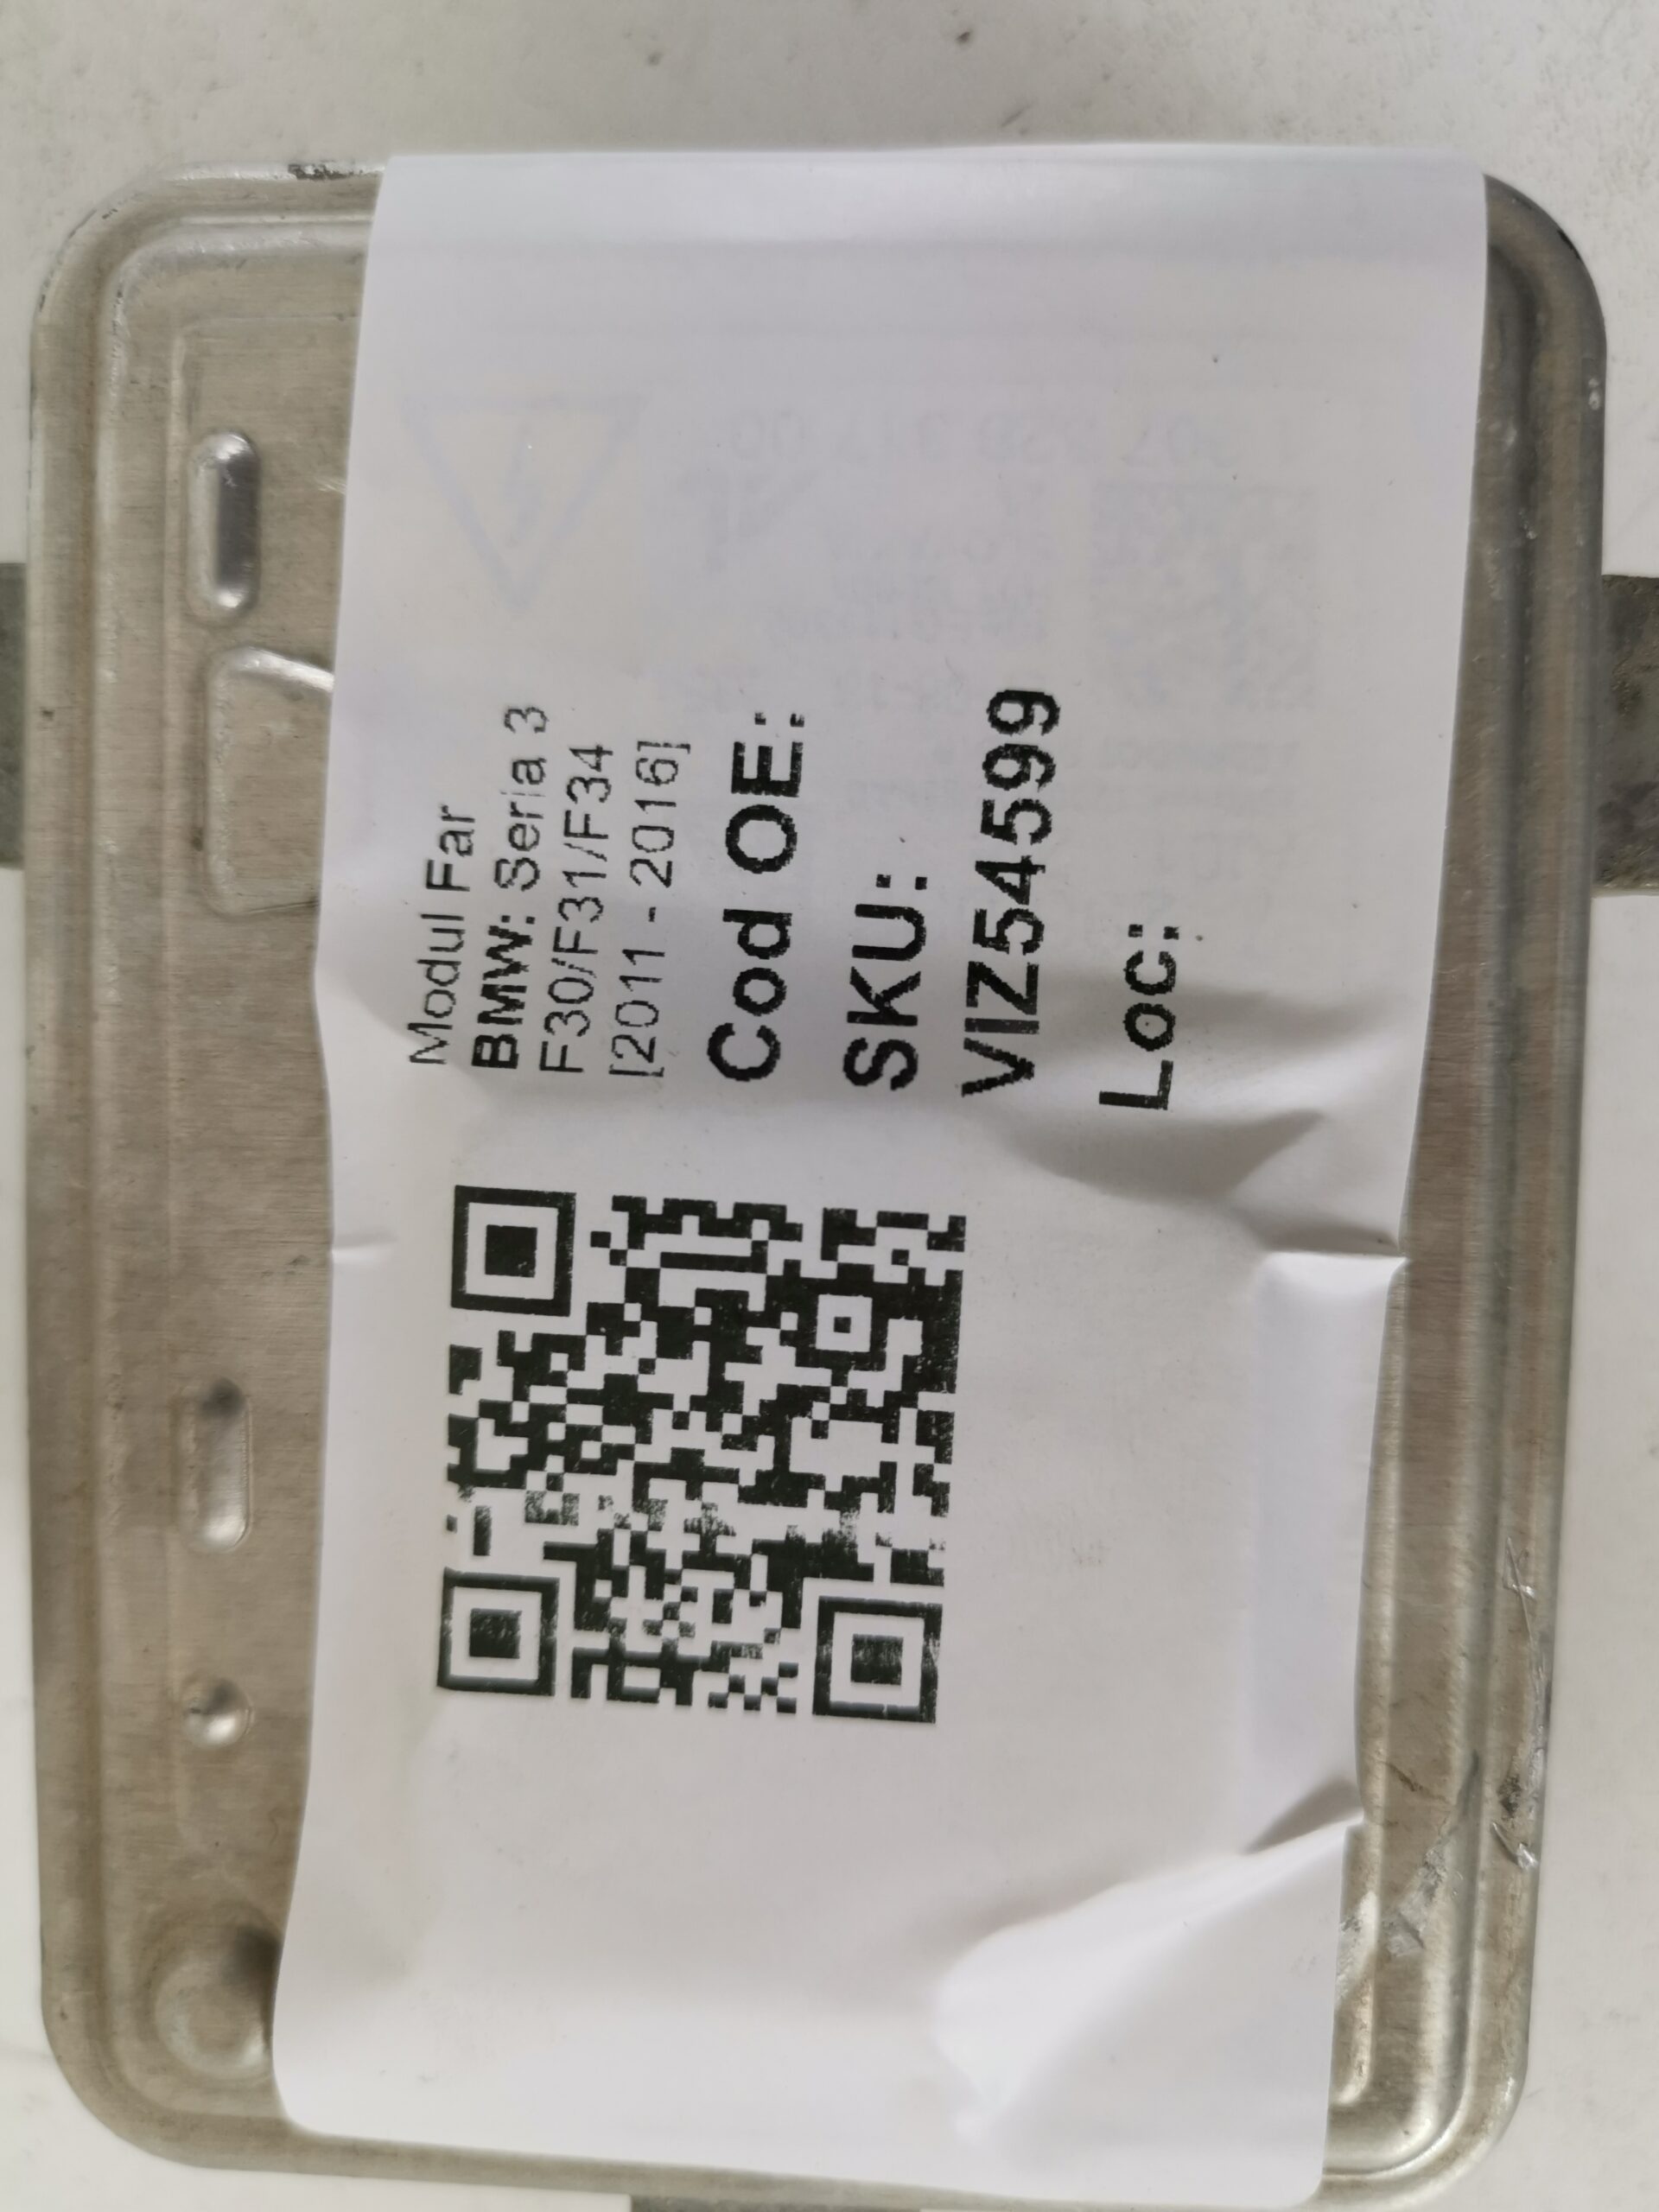 Modul Far
BMW: Seria 3
F30/F31/F34
[2011 - 2016]
Cod OE:
SKU:
VIZ54599
Loc: